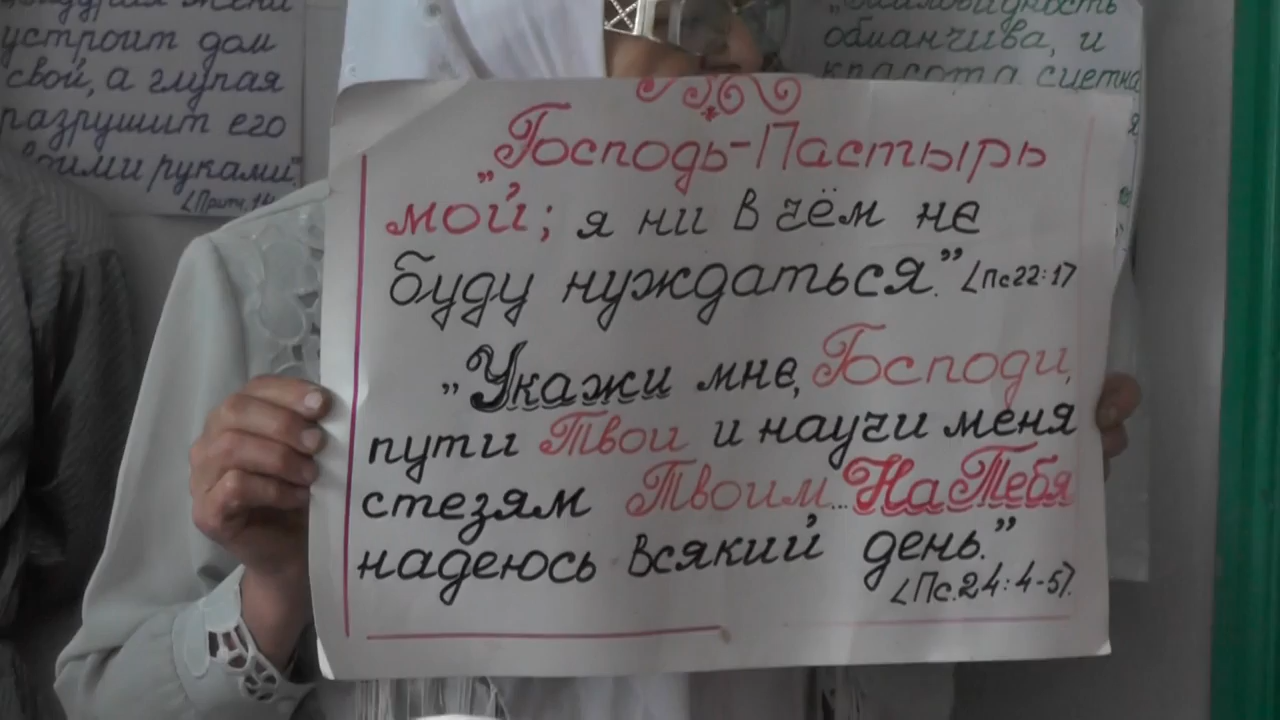 устроит дом
свой, а глупая
разрушит его
своими руками".
<Притч. 14
„Господь-Пастырь
мой; я ни в чём не
буду нуждаться." <Пс 22:1>
„Укажи мне, Господи,
пути Твои и научи меня
стезям Твоим... На Тебя
надеюсь всякий день."
<Пс. 24:4-5>.
обманчива, и
красота суетна